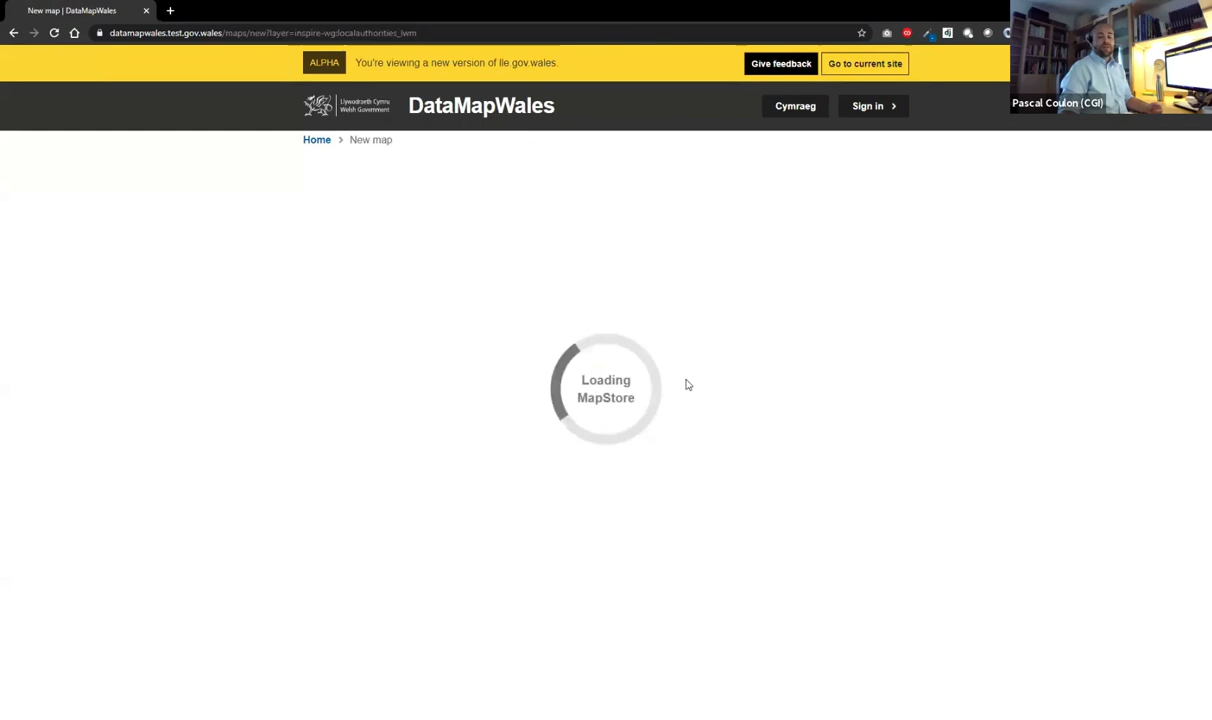 New map | DataMapWales
datamapwales.test.gov.wales/maps/new?layer=inspire-wg:localauthorities_lwm
ALPHA
You're viewing a new version of lle.gov.wales.
Give feedback
Go to current site
Llywodraeth Cymru
Welsh Government
DataMapWales
Cymraeg
Sign in
Pascal Coulon (CGI)
Home > New map
Loading
MapStore